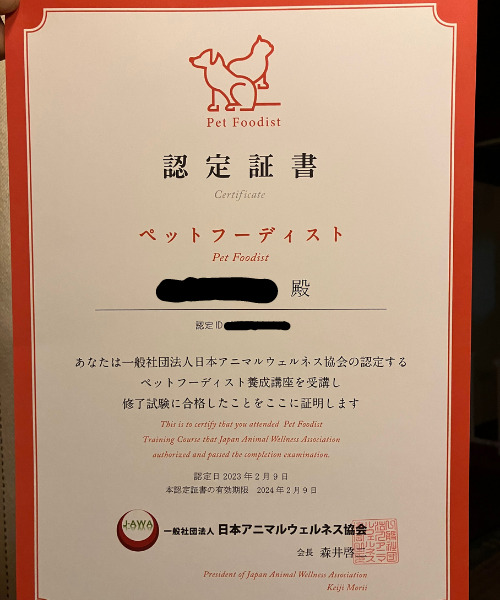 Pet Foodist
認定証書
Certificate
ペットフーディスト
Pet Foodist
殿
認定ID
あなたは一般社団法人日本アニマルウェルネス協会の認定する
ペットフーディスト養成講座を受講し
修了試験に合格したことをここに証明します
This is to certify that you attended Pet Foodist
Training Course that Japan Animal Wellness Association
authorized and passed the completion examination.
認定日2023年2月9日
本認定証書の有効期限 2024年2月9日
JAWA
一般社団法人 日本アニマルウェルネス協会
会長 森井啓二
President of Japan Animal Wellness Association
Keiji Morii